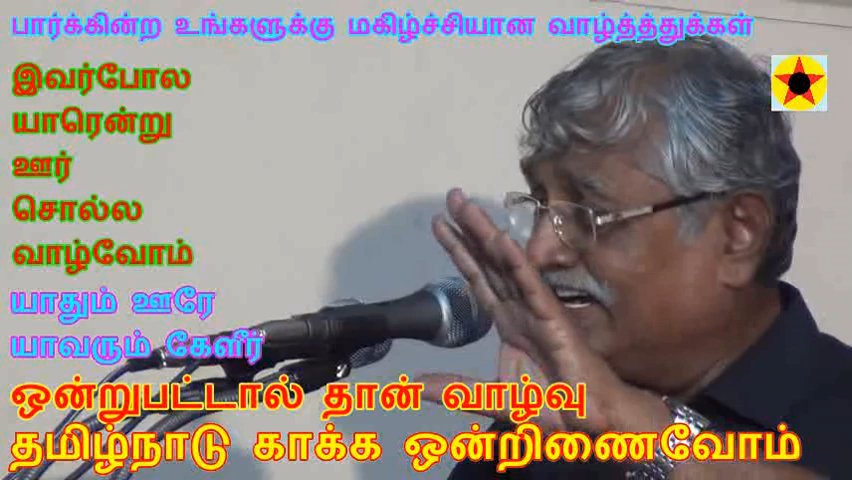 பார்க்கின்ற உங்களுக்கு மகிழ்ச்சியான வாழ்த்த்துக்கள்
இவர்போல
யாரென்று
ஊர்
சொல்ல
வாழ்வோம்
யாதும் ஊரே
யாவரும் கேளீர்
ஒன்றுபட்டால் தான் வாழ்வு
தமிழ்நாடு காக்க ஒன்றிணைவோம்